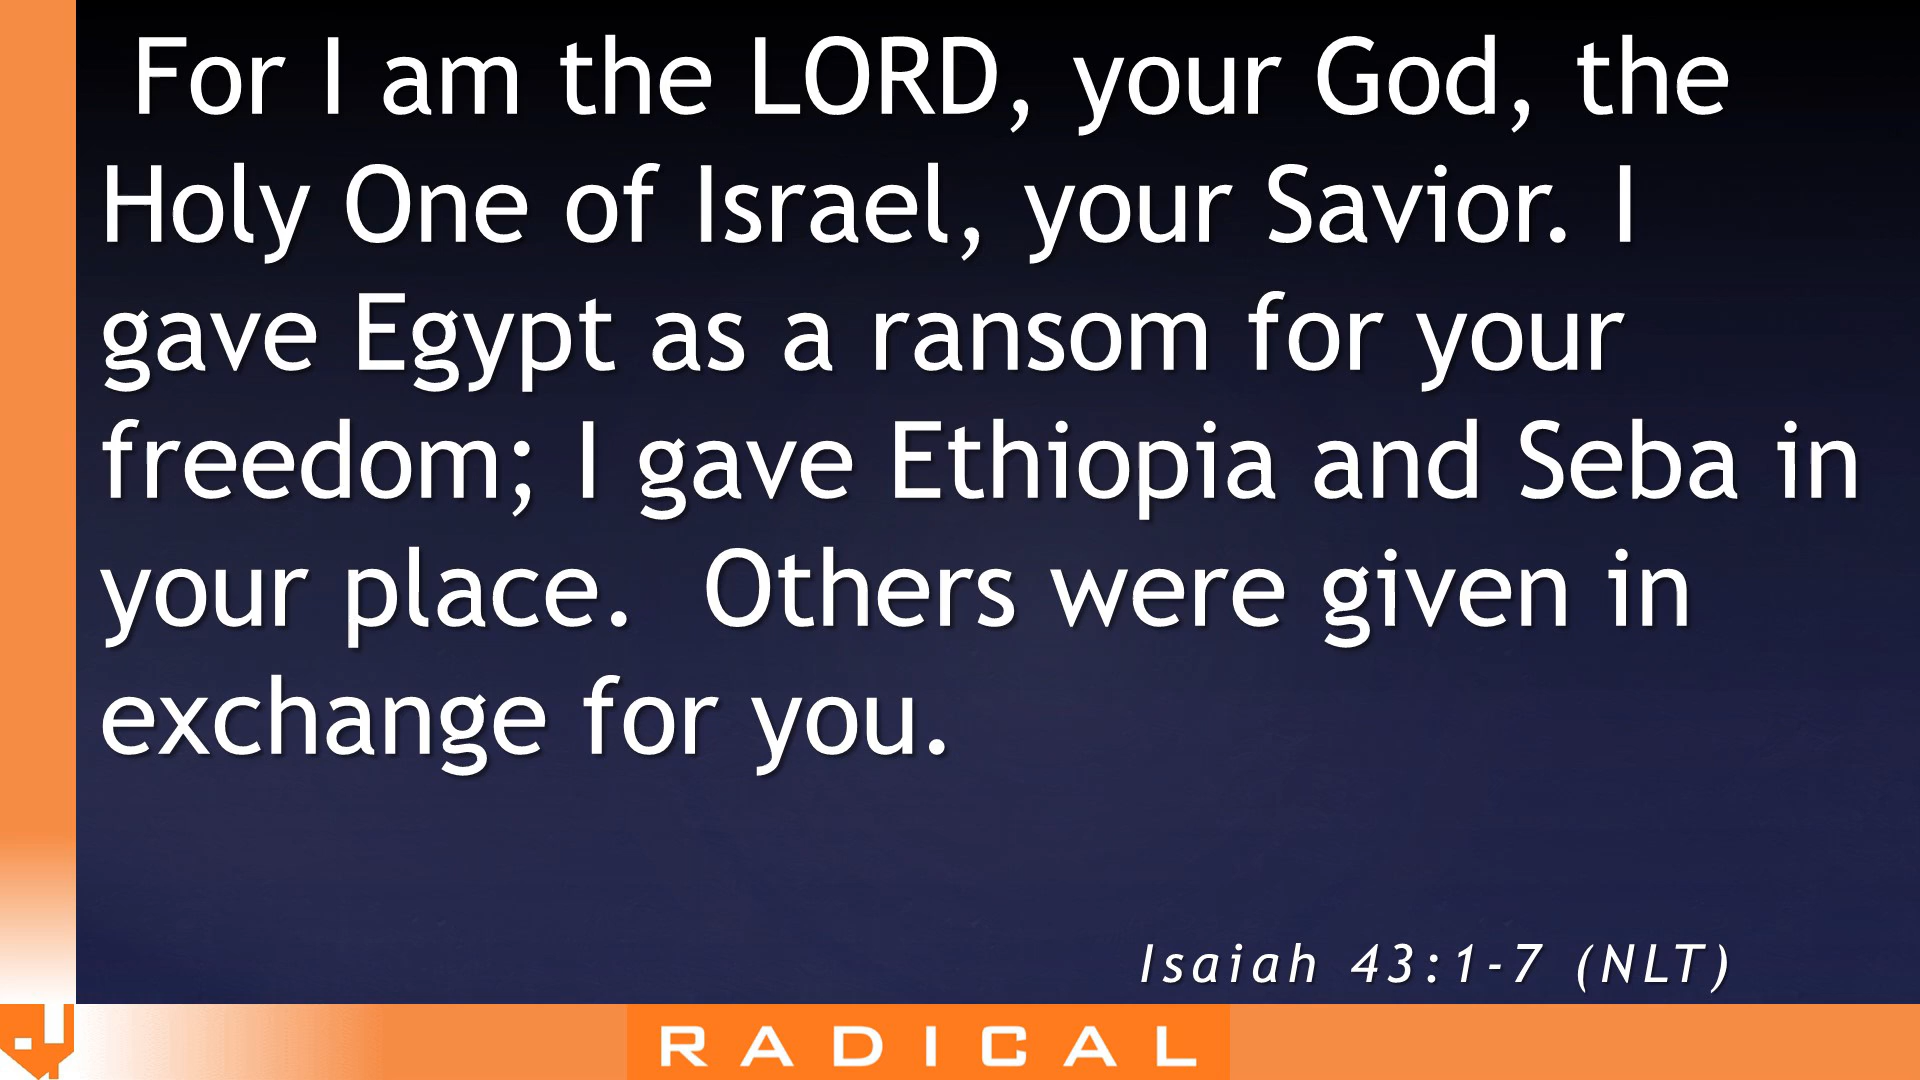 For I am the LORD, your God, the
Holy One of Israel, your Savior. I
gave Egypt as a ransom for your
freedom; I gave Ethiopia and Seba in
your place.  Others were given in
exchange for you.
Isaiah 43:1-7 (NLT)
RADICAL